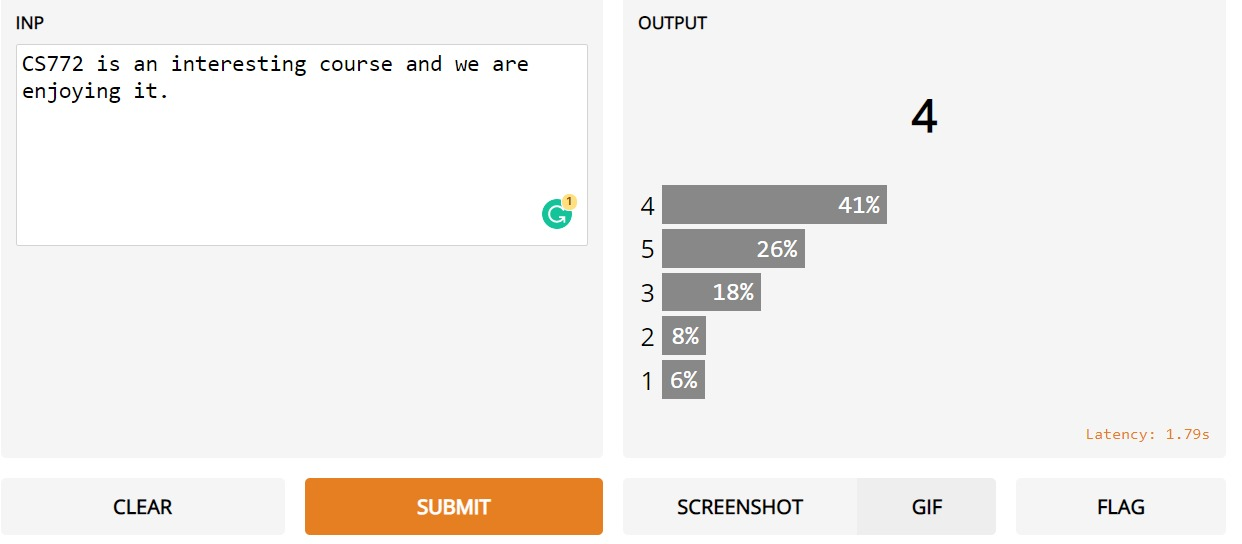 INP
CS772 is an interesting course and we are
enjoying it.
1
OUTPUT
4
4 41%
5 26%
3 18%
2 8%
1 6%
Latency: 1.79s
CLEAR SUBMIT SCREENSHOT GIF FLAG